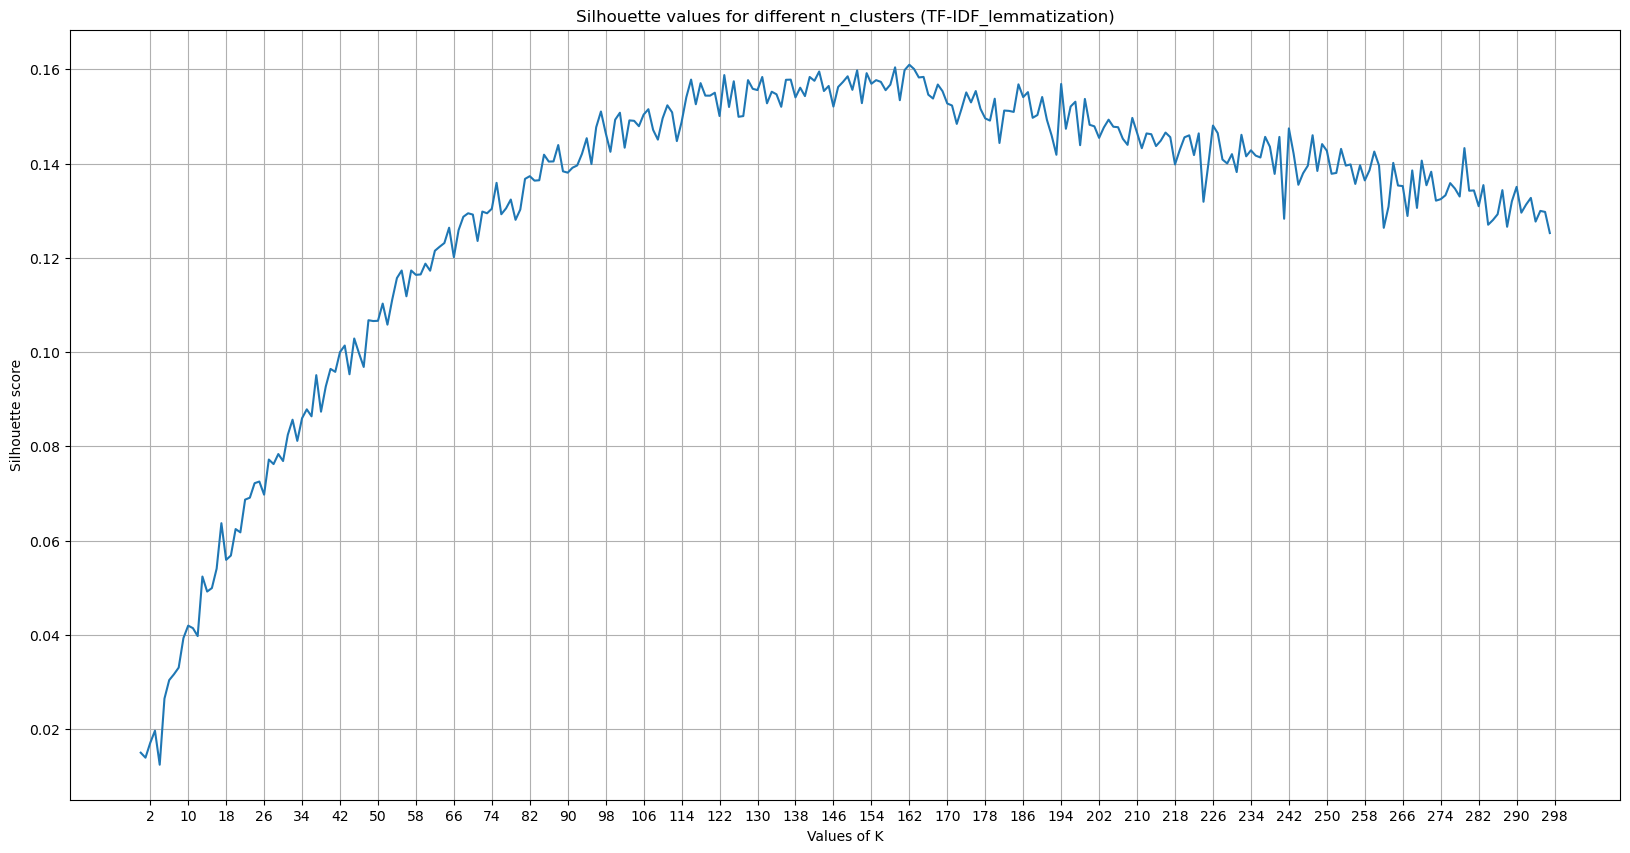 Silhouette values for different n_clusters (TF-IDF_lemmatization)
0.16
0.14
0.12
0.10
0.08
0.06
0.04
0.02
Silhouette score
2 10 18 26 34 42 50 58 66 74 82 90 98 106 114 122 130 138 146 154 162 170 178 186 194 202 210 218 226 234 242 250 258 266 274 282 290 298
Values of K